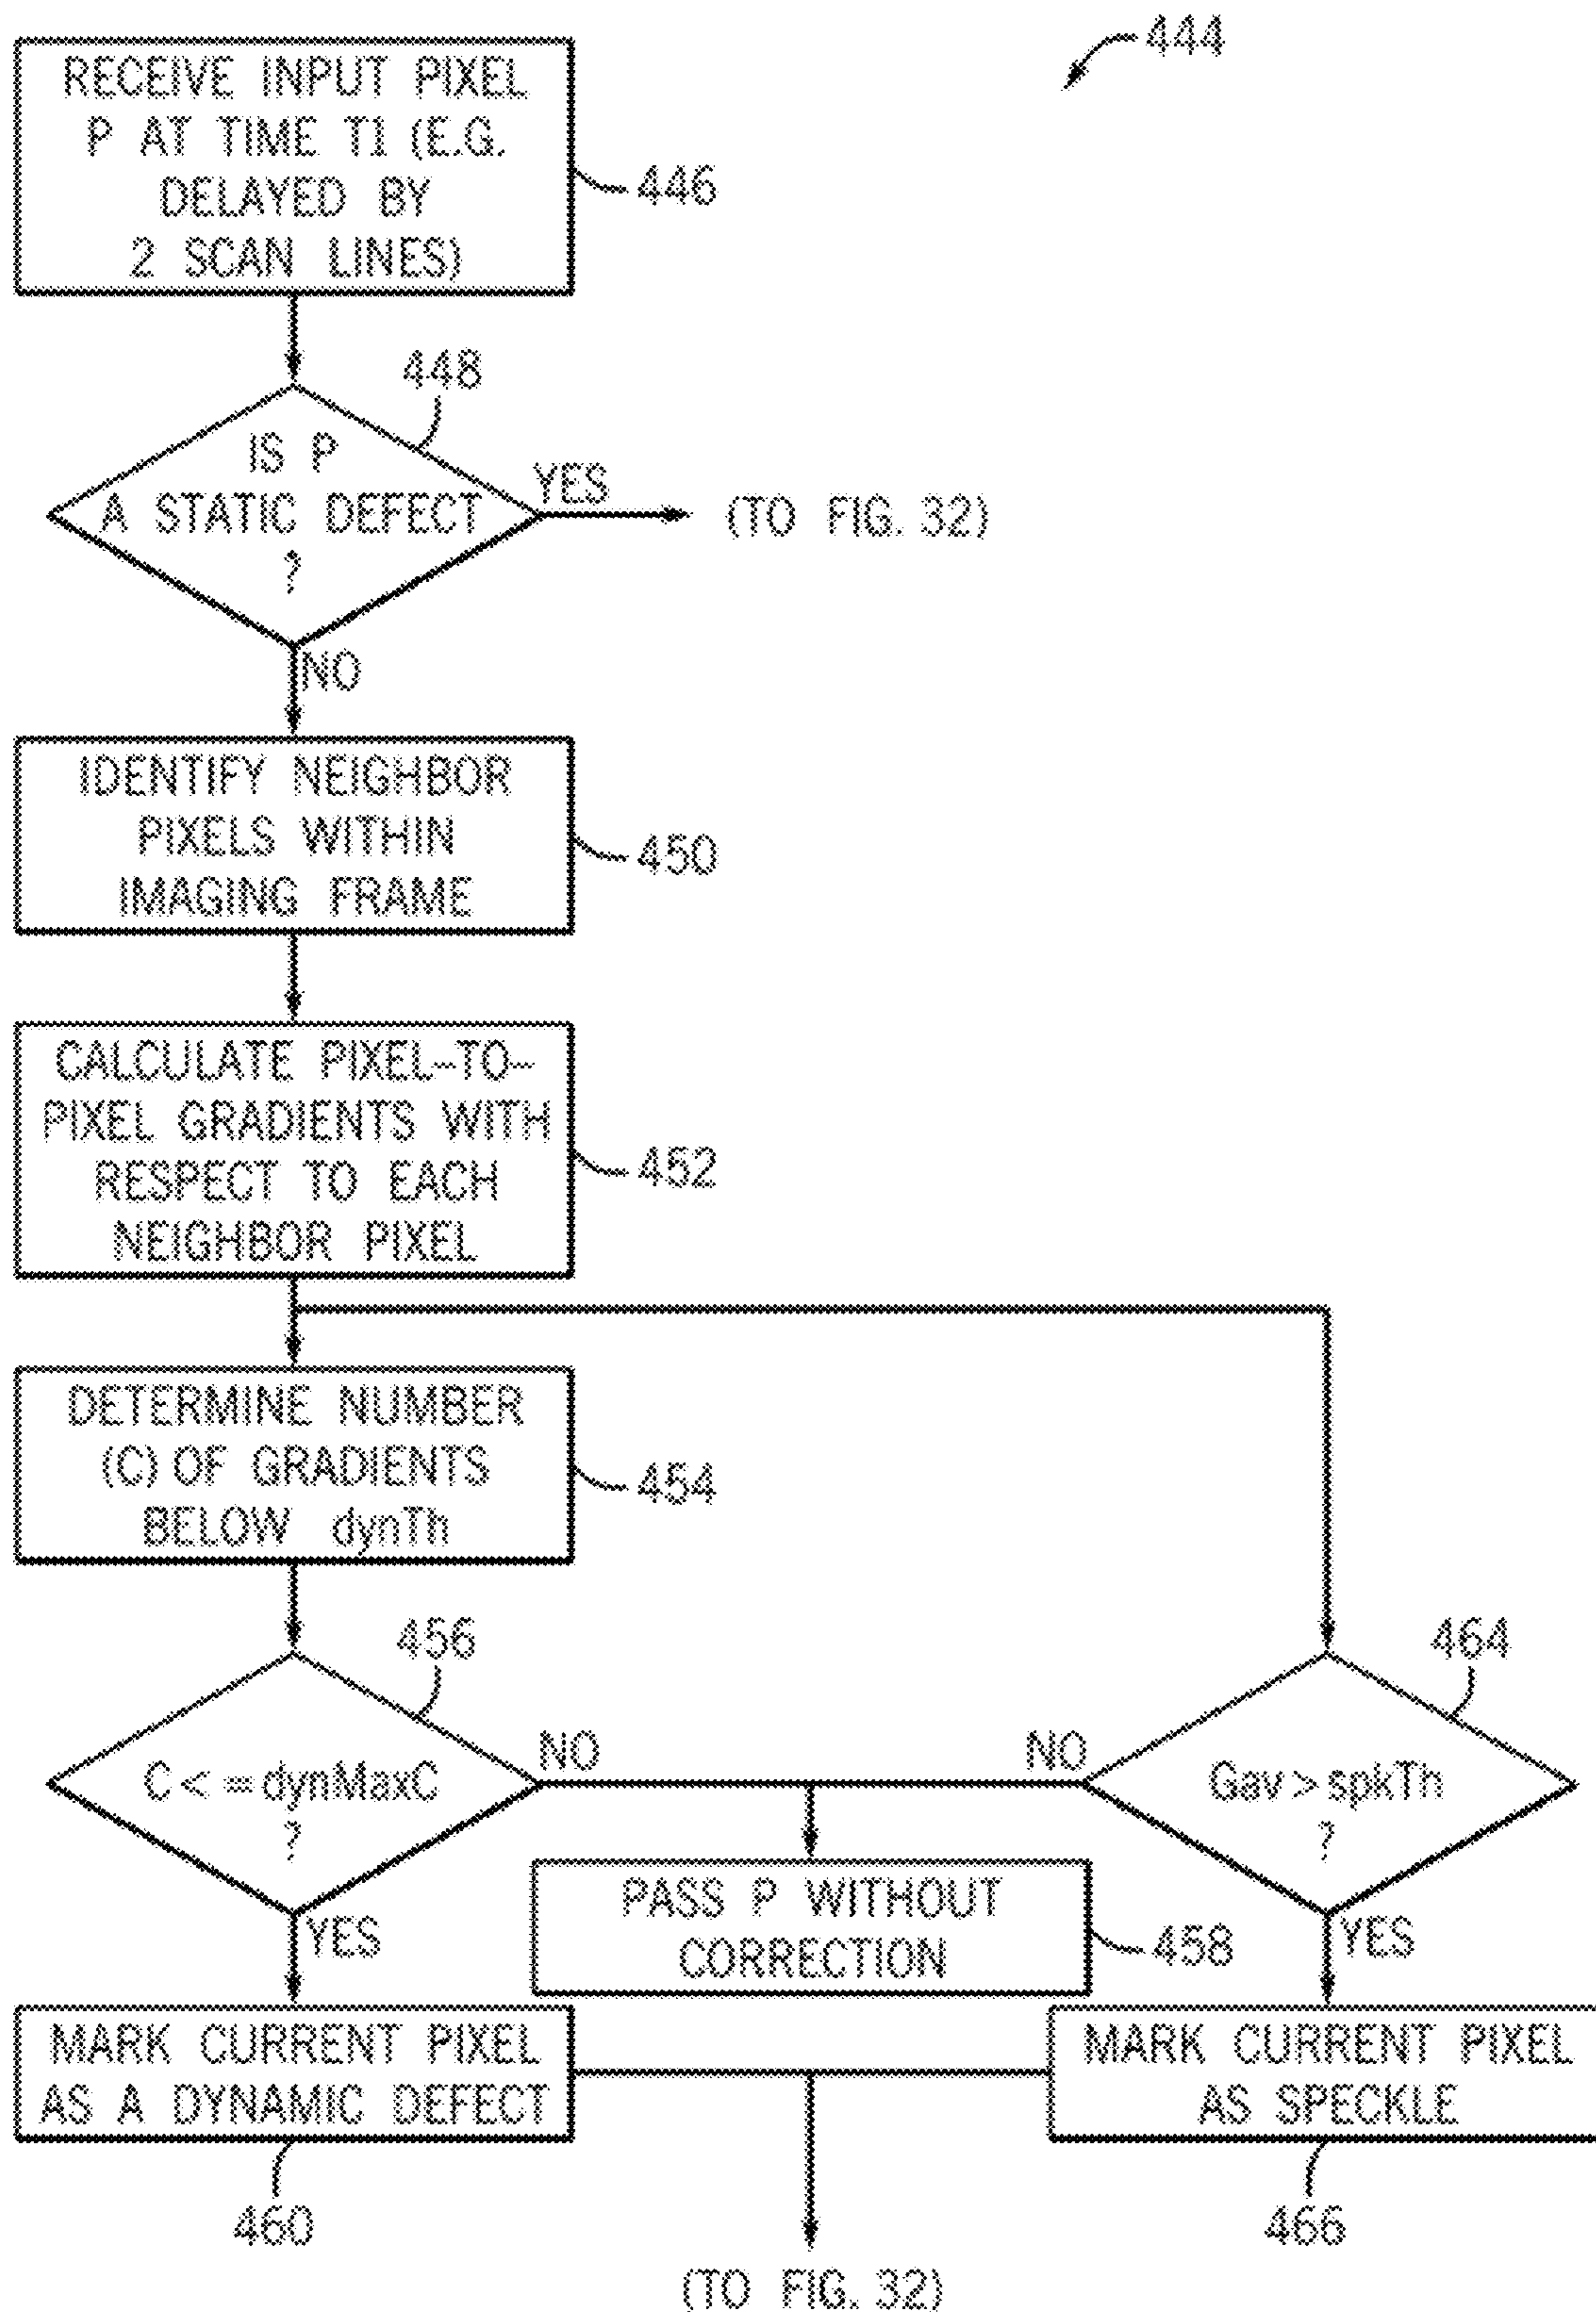 444
RECEIVE INPUT PIXEL
P AT TIME T1 (E.G.
DELAYED BY
2 SCAN LINES)
446
448
IS P
A STATIC DEFECT
?
YES
(TO FIG. 32)
NO
IDENTIFY NEIGHBOR
PIXELS WITHIN
IMAGING FRAME
450
CALCULATE PIXEL-TO-
PIXEL GRADIENTS WITH
RESPECT TO EACH
NEIGHBOR PIXEL
452
DETERMINE NUMBER
(C) OF GRADIENTS
BELOW dynTh
454
456
C < = dynMaxC
?
NO
YES
464
Gav > spkTh
?
NO
YES
PASS P WITHOUT
CORRECTION
458
MARK CURRENT PIXEL
AS A DYNAMIC DEFECT
460
MARK CURRENT PIXEL
AS SPECKLE
466
(TO FIG. 32)